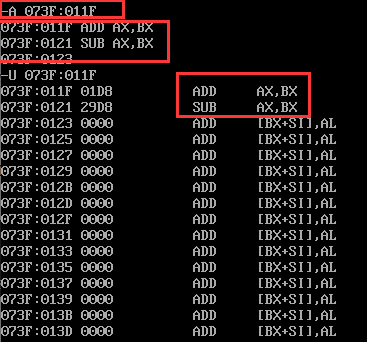 -A 073F:011F
073F:011F ADD AX,BX
073F:0121 SUB AX,BX
073F:0123
-U 073F:011F
073F:011F 01D8 ADD AX,BX
073F:0121 29D8 SUB AX,BX
073F:0123 0000 ADD [BX+SI],AL
073F:0125 0000 ADD [BX+SI],AL
073F:0127 0000 ADD [BX+SI],AL
073F:0129 0000 ADD [BX+SI],AL
073F:012B 0000 ADD [BX+SI],AL
073F:012D 0000 ADD [BX+SI],AL
073F:012F 0000 ADD [BX+SI],AL
073F:0131 0000 ADD [BX+SI],AL
073F:0133 0000 ADD [BX+SI],AL
073F:0135 0000 ADD [BX+SI],AL
073F:0137 0000 ADD [BX+SI],AL
073F:0139 0000 ADD [BX+SI],AL
073F:013B 0000 ADD [BX+SI],AL
073F:013D 0000 ADD [BX+SI],AL